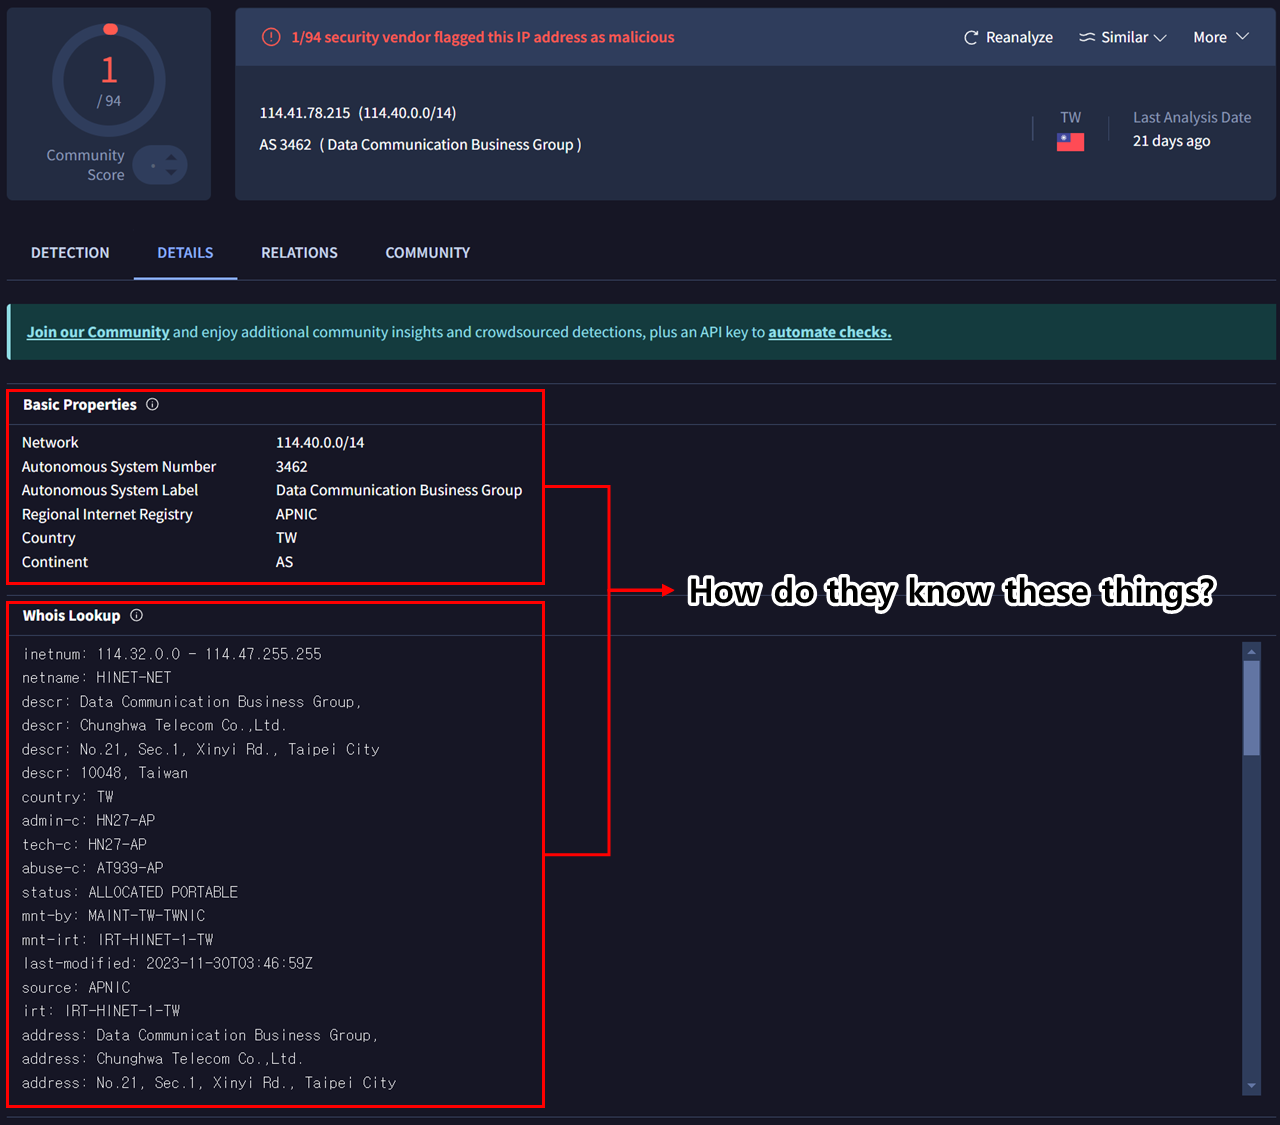 1
/ 94
Community
Score
1/94 security vendor flagged this IP address as malicious
Reanalyze
Similar
More
114.41.78.215 (114.40.0.0/14)
AS 3462 ( Data Communication Business Group )
TW
Last Analysis Date
21 days ago
DETECTION
DETAILS
RELATIONS
COMMUNITY
Join our Community and enjoy additional community insights and crowdsourced detections, plus an API key to automate checks.
Basic Properties
Network 114.40.0.0/14
Autonomous System Number 3462
Autonomous System Label Data Communication Business Group
Regional Internet Registry APNIC
Country TW
Continent AS
How do they know these things?
Whois Lookup
inetnum: 114.32.0.0 - 114.47.255.255
netname: HINET-NET
descr: Data Communication Business Group,
descr: Chunghwa Telecom Co.,Ltd.
descr: No.21, Sec.1, Xinyi Rd., Taipei City
descr: 10048, Taiwan
country: TW
admin-c: HN27-AP
tech-c: HN27-AP
abuse-c: AT939-AP
status: ALLOCATED PORTABLE
mnt-by: MAINT-TW-TWNIC
mnt-irt: IRT-HINET-1-TW
last-modified: 2023-11-30T03:46:59Z
source: APNIC
irt: IRT-HINET-1-TW
address: Data Communication Business Group,
address: Chunghwa Telecom Co.,Ltd.
address: No.21, Sec.1, Xinyi Rd., Taipei City